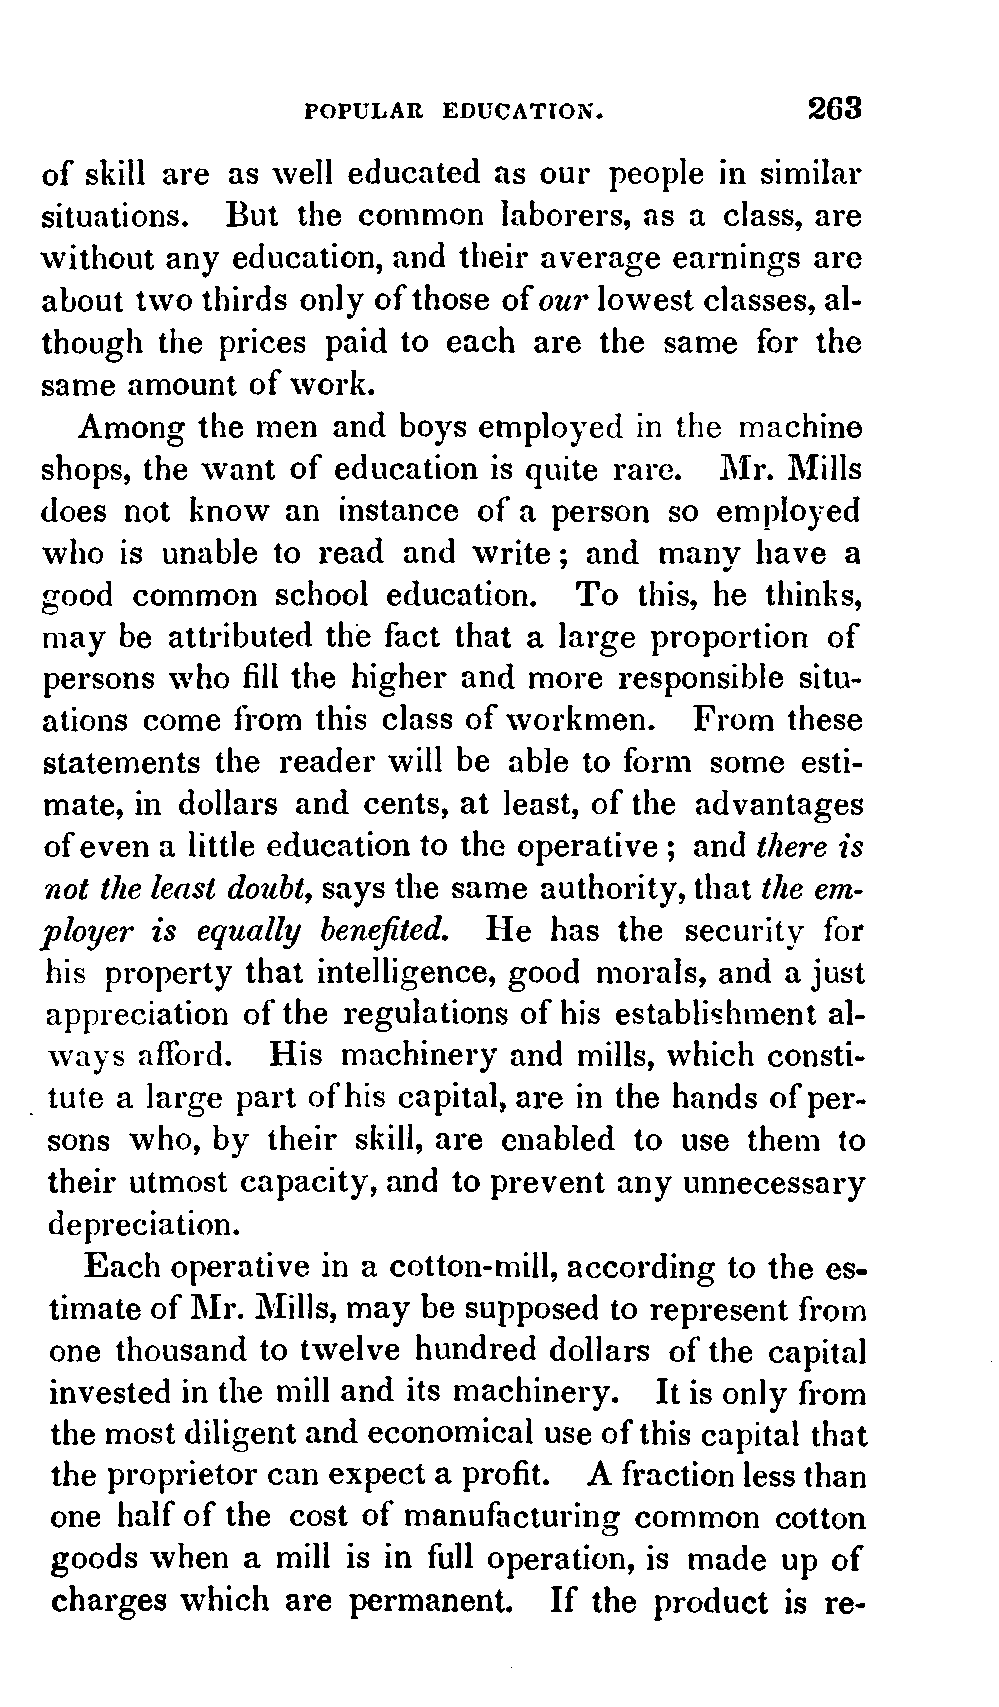 POPULAR EDUCATION. 263
of skill are as well educated as our people in similar
situations. But the common laborers, as a class, are
without any education, and their average earnings are
about two thirds only of those of our lowest classes, al-
though the prices paid to each are the same for the
same amount of work.
Among the men and boys employed in the machine
shops, the want of education is quite rare. Mr. Mills
does not know an instance of a person so employed
who is unable to read and write; and many have a
good common school education. To this, he thinks,
may be attributed the fact that a large proportion of
persons who fill the higher and more responsible situ-
ations come from this class of workmen. From these
statements the reader will be able to form some esti-
mate, in dollars and cents, at least, of the advantages
of even a little education to the operative; and there is
not the least doubt, says the same authority, that the em-
ployer is equally benefited. He has the security for
his property that intelligence, good morals, and a just
appreciation of the regulations of his establishment al-
ways afford. His machinery and mills, which consti-
tute a large part of his capital, are in the hands of per-
sons who, by their skill, are enabled to use them to
their utmost capacity, and to prevent any unnecessary
depreciation.
Each operative in a cotton-mill, according to the es-
timate of Mr. Mills, may be supposed to represent from
one thousand to twelve hundred dollars of the capital
invested in the mill and its machinery. It is only from
the most diligent and economical use of this capital that
the proprietor can expect a profit. A fraction less than
one half of the cost of manufacturing common cotton
goods when a mill is in full operation, is made up of
charges which are permanent. If the product is re-